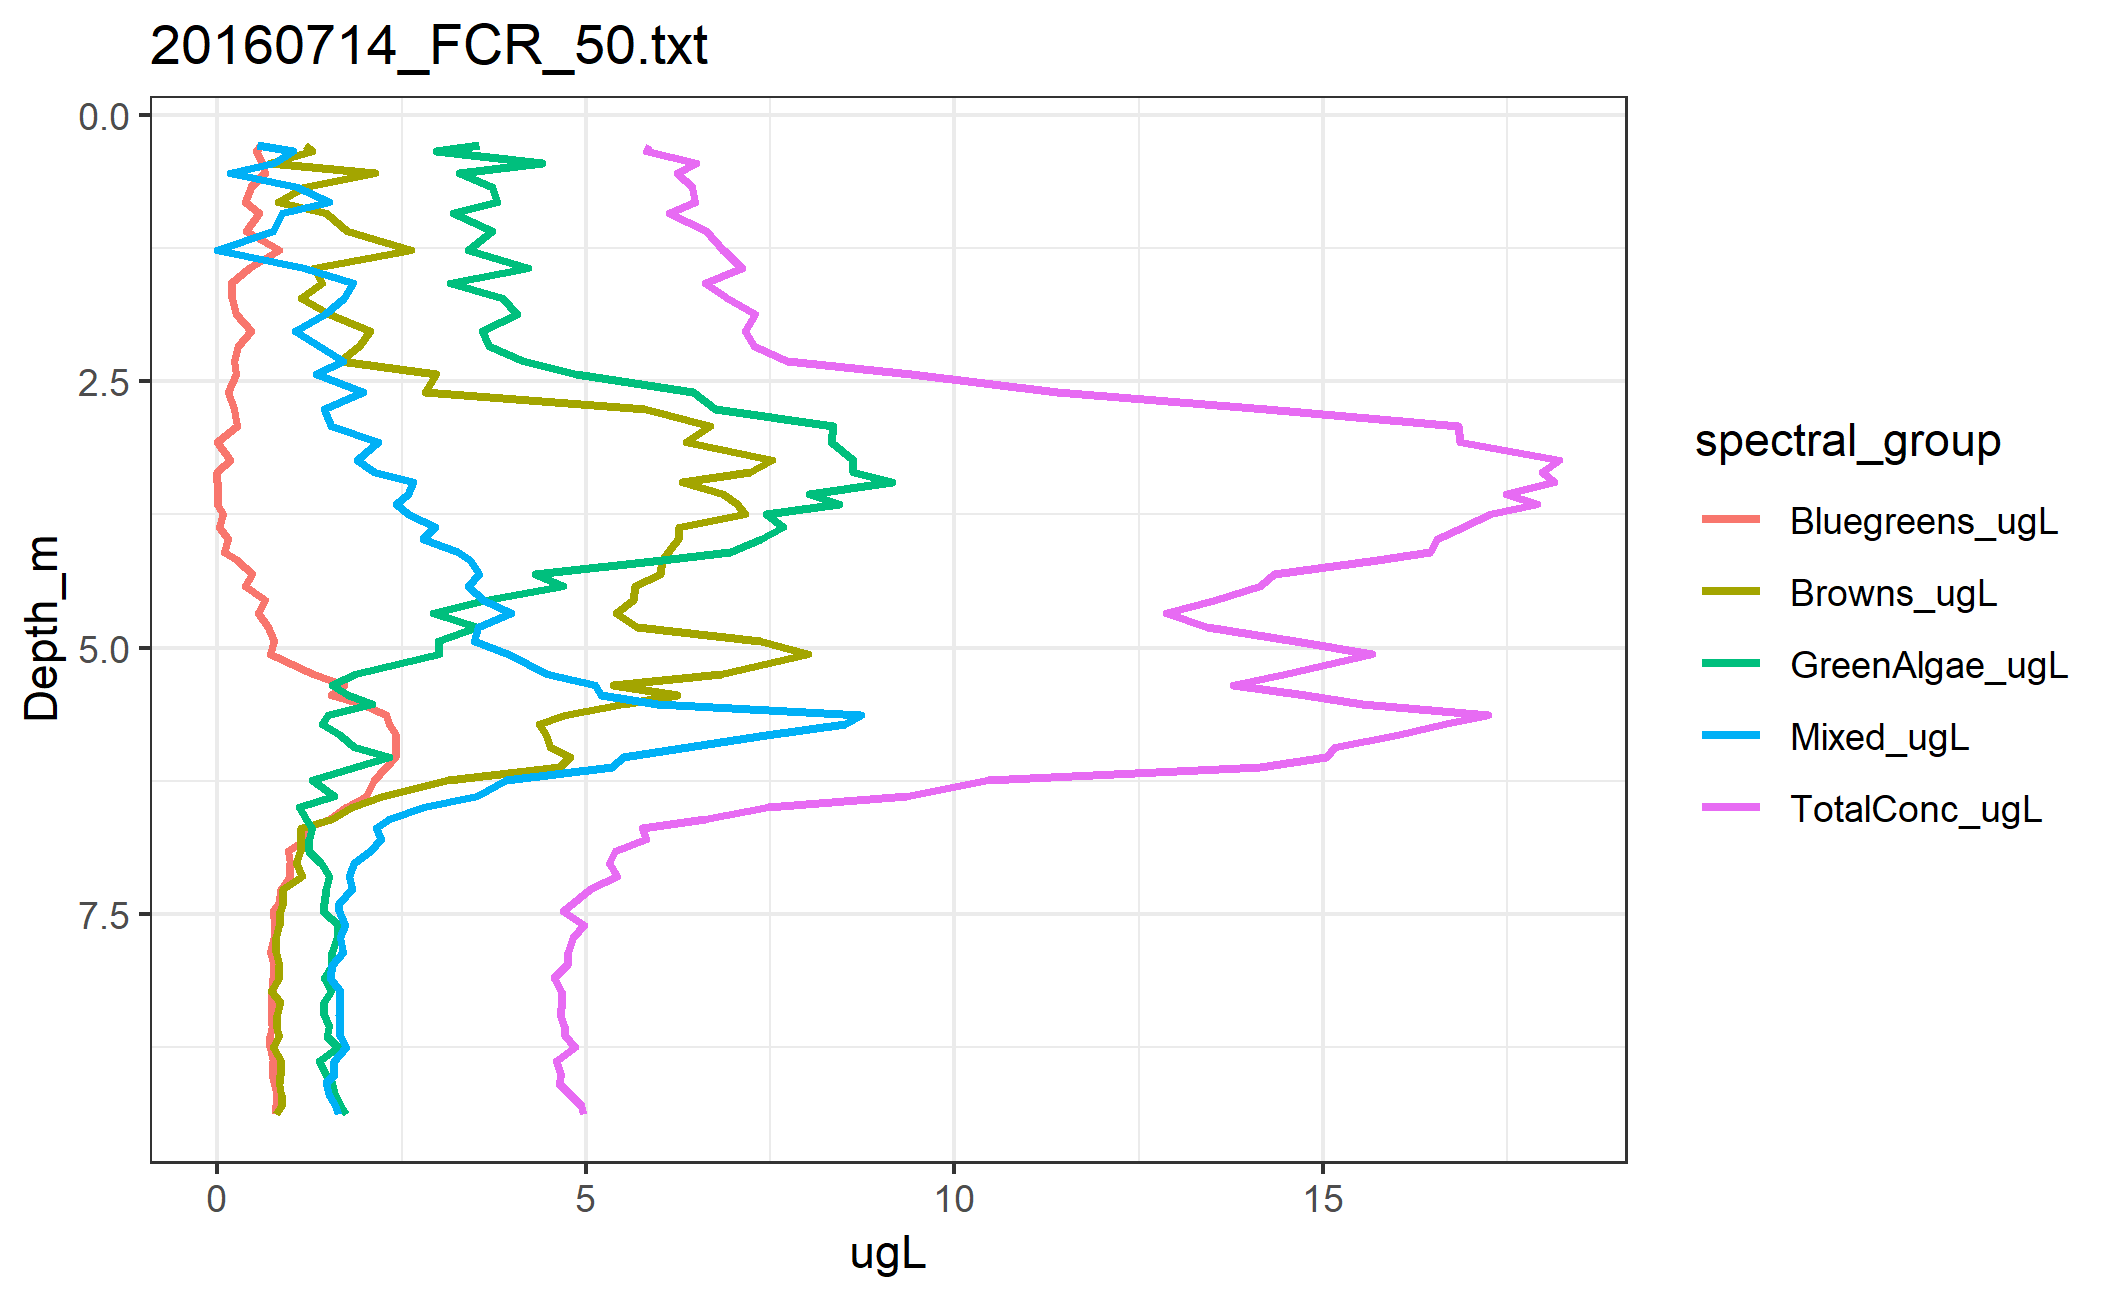 20160714_FCR_50.txt
0.0
2.5
5.0
7.5
Depth_m
0
5
10
15
ugL
spectral_group
Bluegreens_ugL
Browns_ugL
GreenAlgae_ugL
Mixed_ugL
TotalConc_ugL